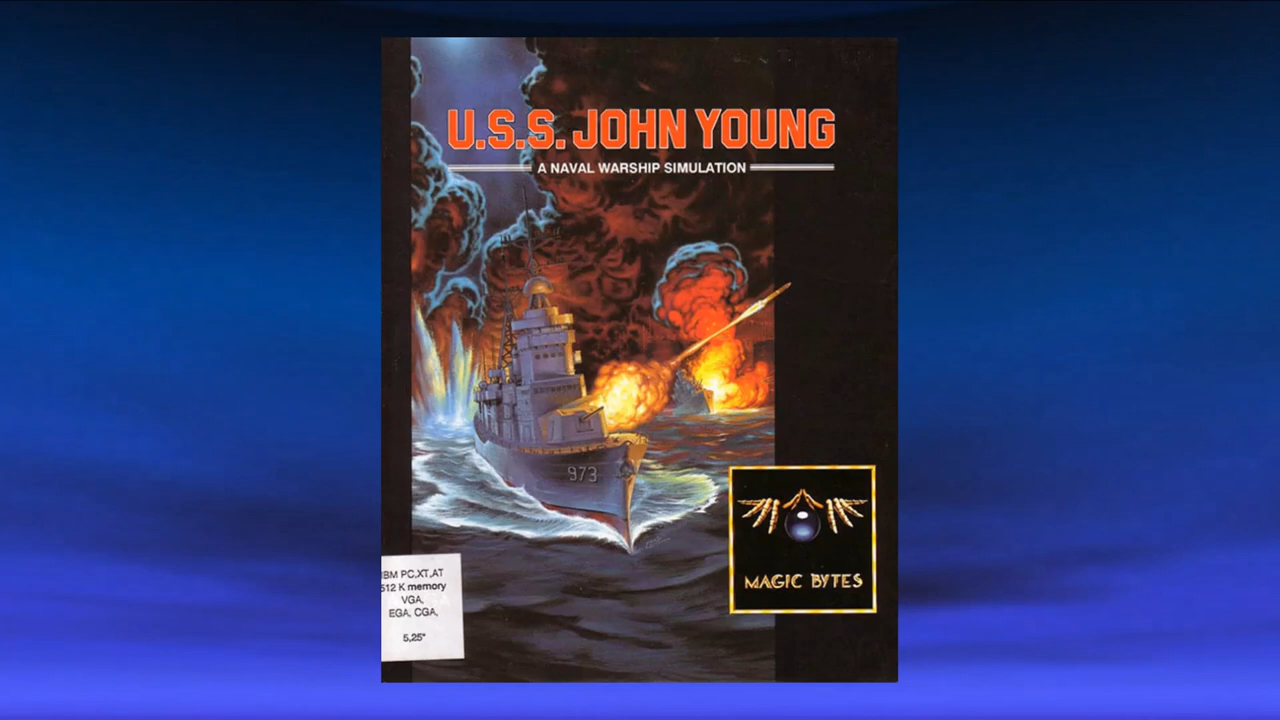 U.S.S. JOHN YOUNG
A NAVAL WARSHIP SIMULATION
973
MAGIC BYTES
IBM PC,XT,AT
512 K memory
VGA,
EGA, CGA,
5,25"